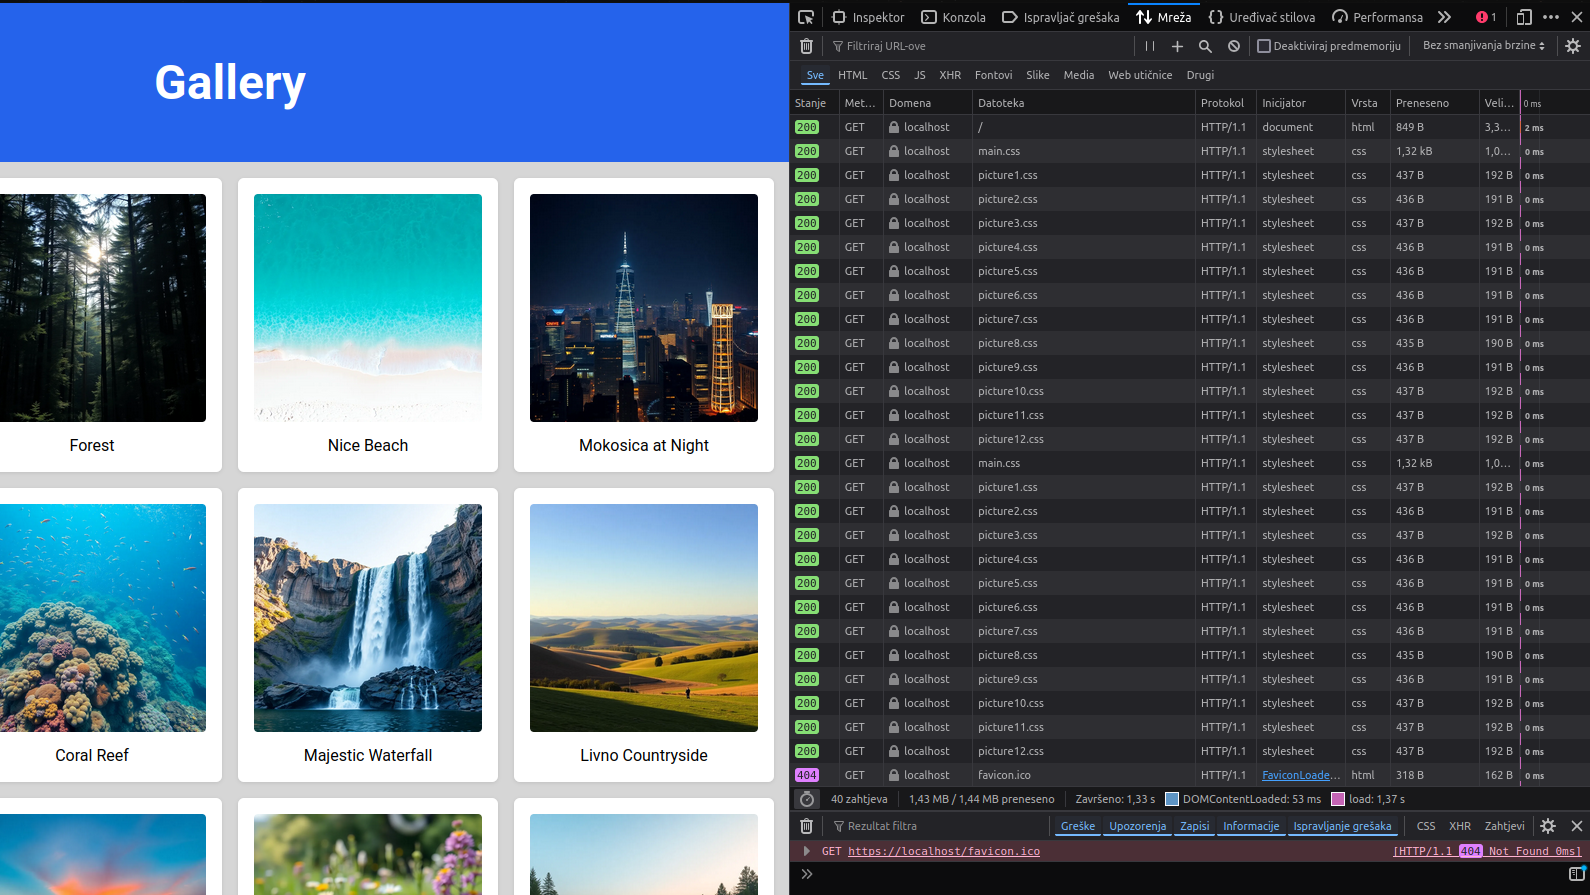 Gallery
Forest
Nice Beach
Mokosica at Night
Coral Reef
Majestic Waterfall
Livno Countryside
Inspektor Konzola Ispravljač grešaka Mreža Uređivač stilova Performansa 1
Filtriraj URL-ove Deaktiviraj predmemoriju Bez smanjivanja brzine
Sve HTML CSS JS XHR Fontovi Slike Media Web utičnice Drugi
Stanje Met... Domena Datoteka Protokol Inicijator Vrsta Preneseno Veli... 0 ms
200 GET localhost / HTTP/1.1 document html 849 B 3,3... 2 ms
200 GET localhost main.css HTTP/1.1 stylesheet css 1,32 kB 1,0... 0 ms
200 GET localhost picture1.css HTTP/1.1 stylesheet css 437 B 192 B 0 ms
200 GET localhost picture2.css HTTP/1.1 stylesheet css 436 B 191 B 0 ms
200 GET localhost picture3.css HTTP/1.1 stylesheet css 437 B 192 B 0 ms
200 GET localhost picture4.css HTTP/1.1 stylesheet css 436 B 191 B 0 ms
200 GET localhost picture5.css HTTP/1.1 stylesheet css 436 B 191 B 0 ms
200 GET localhost picture6.css HTTP/1.1 stylesheet css 436 B 191 B 0 ms
200 GET localhost picture7.css HTTP/1.1 stylesheet css 436 B 191 B 0 ms
200 GET localhost picture8.css HTTP/1.1 stylesheet css 435 B 190 B 0 ms
200 GET localhost picture9.css HTTP/1.1 stylesheet css 436 B 191 B 0 ms
200 GET localhost picture10.css HTTP/1.1 stylesheet css 437 B 192 B 0 ms
200 GET localhost picture11.css HTTP/1.1 stylesheet css 437 B 192 B 0 ms
200 GET localhost picture12.css HTTP/1.1 stylesheet css 437 B 192 B 0 ms
200 GET localhost main.css HTTP/1.1 stylesheet css 1,32 kB 1,0... 0 ms
200 GET localhost picture1.css HTTP/1.1 stylesheet css 437 B 192 B 0 ms
200 GET localhost picture2.css HTTP/1.1 stylesheet css 436 B 191 B 0 ms
200 GET localhost picture3.css HTTP/1.1 stylesheet css 437 B 192 B 0 ms
200 GET localhost picture4.css HTTP/1.1 stylesheet css 436 B 191 B 0 ms
200 GET localhost picture5.css HTTP/1.1 stylesheet css 436 B 191 B 0 ms
200 GET localhost picture6.css HTTP/1.1 stylesheet css 436 B 191 B 0 ms
200 GET localhost picture7.css HTTP/1.1 stylesheet css 436 B 191 B 0 ms
200 GET localhost picture8.css HTTP/1.1 stylesheet css 435 B 190 B 0 ms
200 GET localhost picture9.css HTTP/1.1 stylesheet css 436 B 191 B 0 ms
200 GET localhost picture10.css HTTP/1.1 stylesheet css 437 B 192 B 0 ms
200 GET localhost picture11.css HTTP/1.1 stylesheet css 437 B 192 B 0 ms
200 GET localhost picture12.css HTTP/1.1 stylesheet css 437 B 192 B 0 ms
404 GET localhost favicon.ico HTTP/1.1 FaviconLoade... html 318 B 162 B 0 ms
40 zahtjeva 1,43 MB / 1,44 MB preneseno Završeno: 1,33 s DOMContentLoaded: 53 ms load: 1,37 s
Rezultat filtra Greške Upozorenja Zapisi Informacije Ispravljanje grešaka CSS XHR Zahtjevi
GET https://localhost/favicon.ico [HTTP/1.1 404 Not Found 0ms]